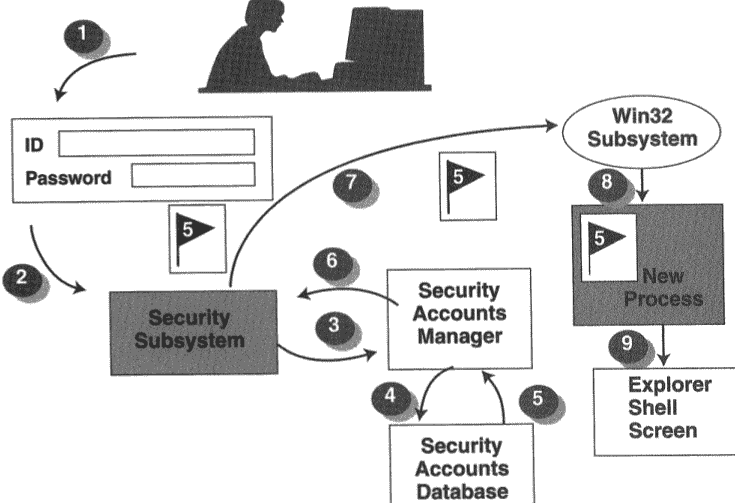 1
ID
Password
2
5
Security
Subsystem
3
6
7
5
Security
Accounts
Manager
4
5
Security
Accounts
Database
Win32
Subsystem
8
5
New
Process
9
Explorer
Shell
Screen